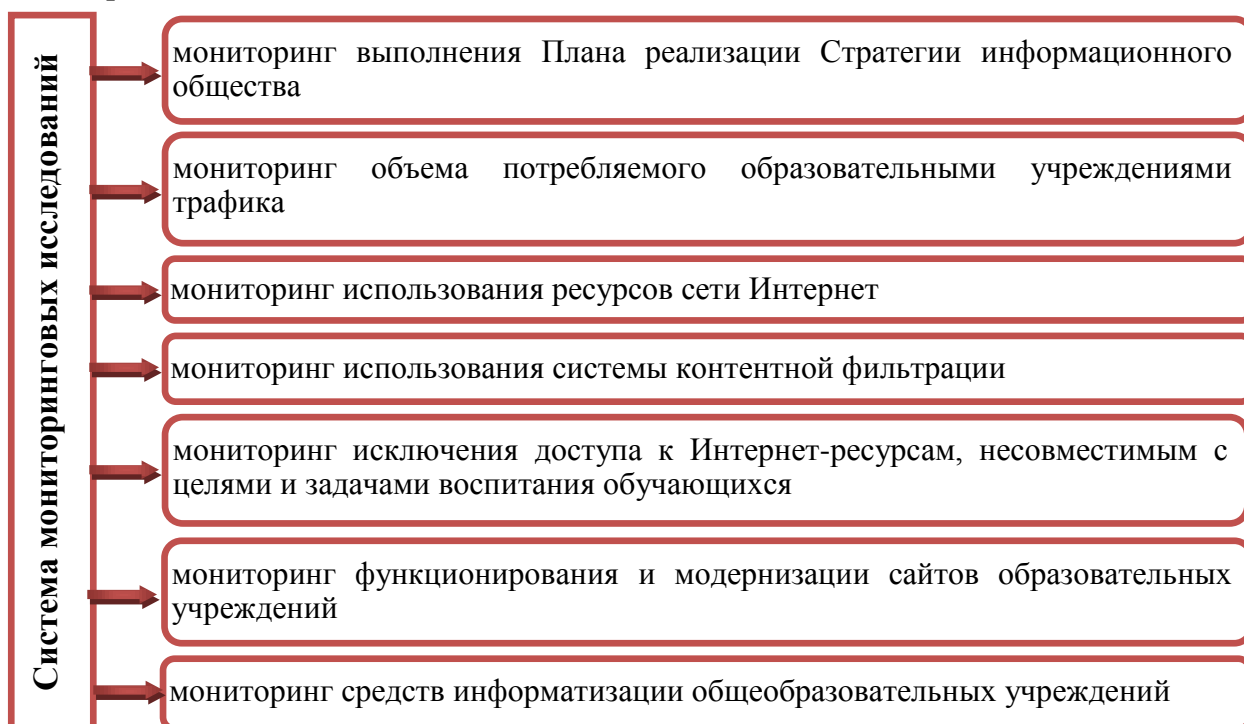 Система мониторинговых исследований
мониторинг выполнения Плана реализации Стратегии информационного
общества
мониторинг объема потребляемого образовательными учреждениями
трафика
мониторинг использования ресурсов сети Интернет
мониторинг использования системы контентной фильтрации
мониторинг исключения доступа к Интернет-ресурсам, несовместимым с
целями и задачами воспитания обучающихся
мониторинг функционирования и модернизации сайтов образовательных
учреждений
мониторинг средств информатизации общеобразовательных учреждений